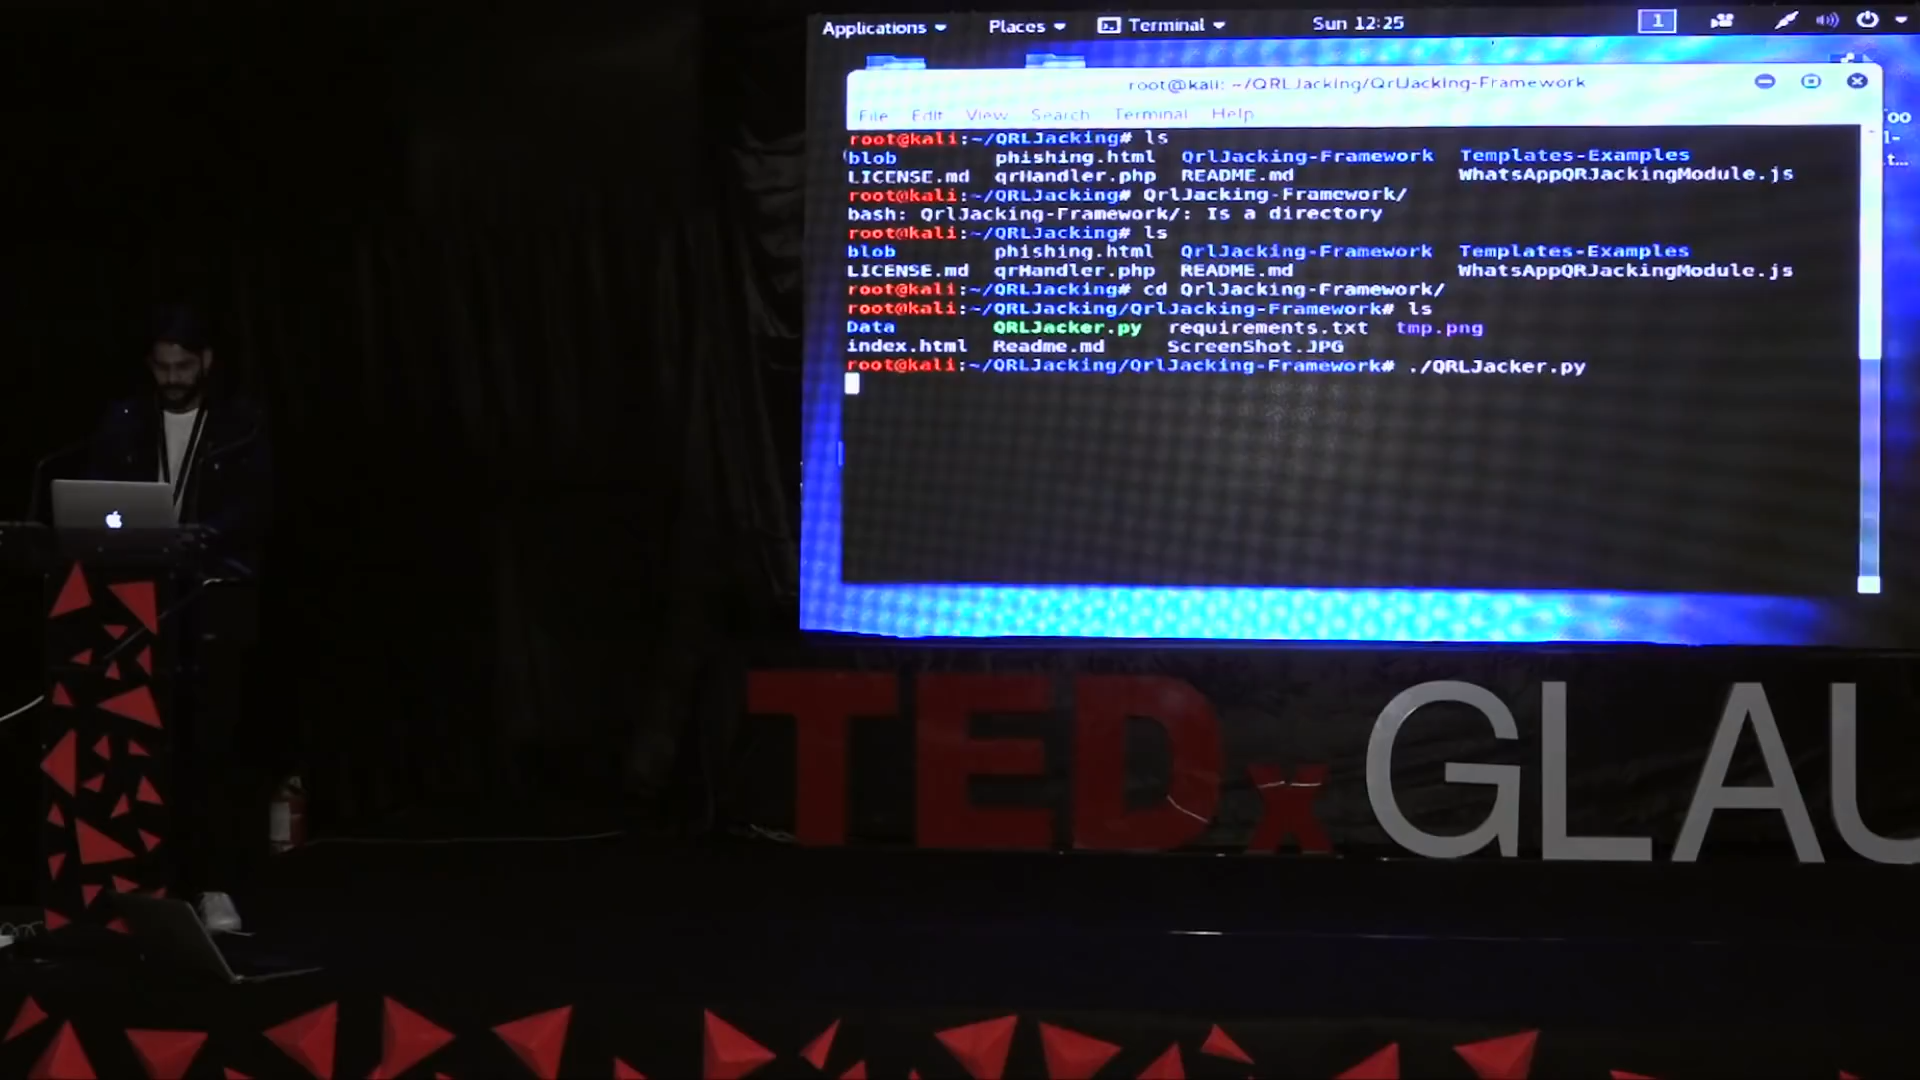 Applications Places Terminal Sun 12:25 1
root@kali: ~/QRLJacking/QrlJacking-Framework
File Edit View Search Terminal Help
root@kali:~/QRLJacking# ls
blob phishing.html QrlJacking-Framework Templates-Examples
LICENSE.md qrHandler.php README.md WhatsAppQRJackingModule.js
root@kali:~/QRLJacking# QrlJacking-Framework/
bash: QrlJacking-Framework/: Is a directory
root@kali:~/QRLJacking# ls
blob phishing.html QrlJacking-Framework Templates-Examples
LICENSE.md qrHandler.php README.md WhatsAppQRJackingModule.js
root@kali:~/QRLJacking# cd QrlJacking-Framework/
root@kali:~/QRLJacking/QrlJacking-Framework# ls
Data QRLJacker.py requirements.txt tmp.png
index.html Readme.md ScreenShot.JPG
root@kali:~/QRLJacking/QrlJacking-Framework# ./QRLJacker.py
TEDxGLAU